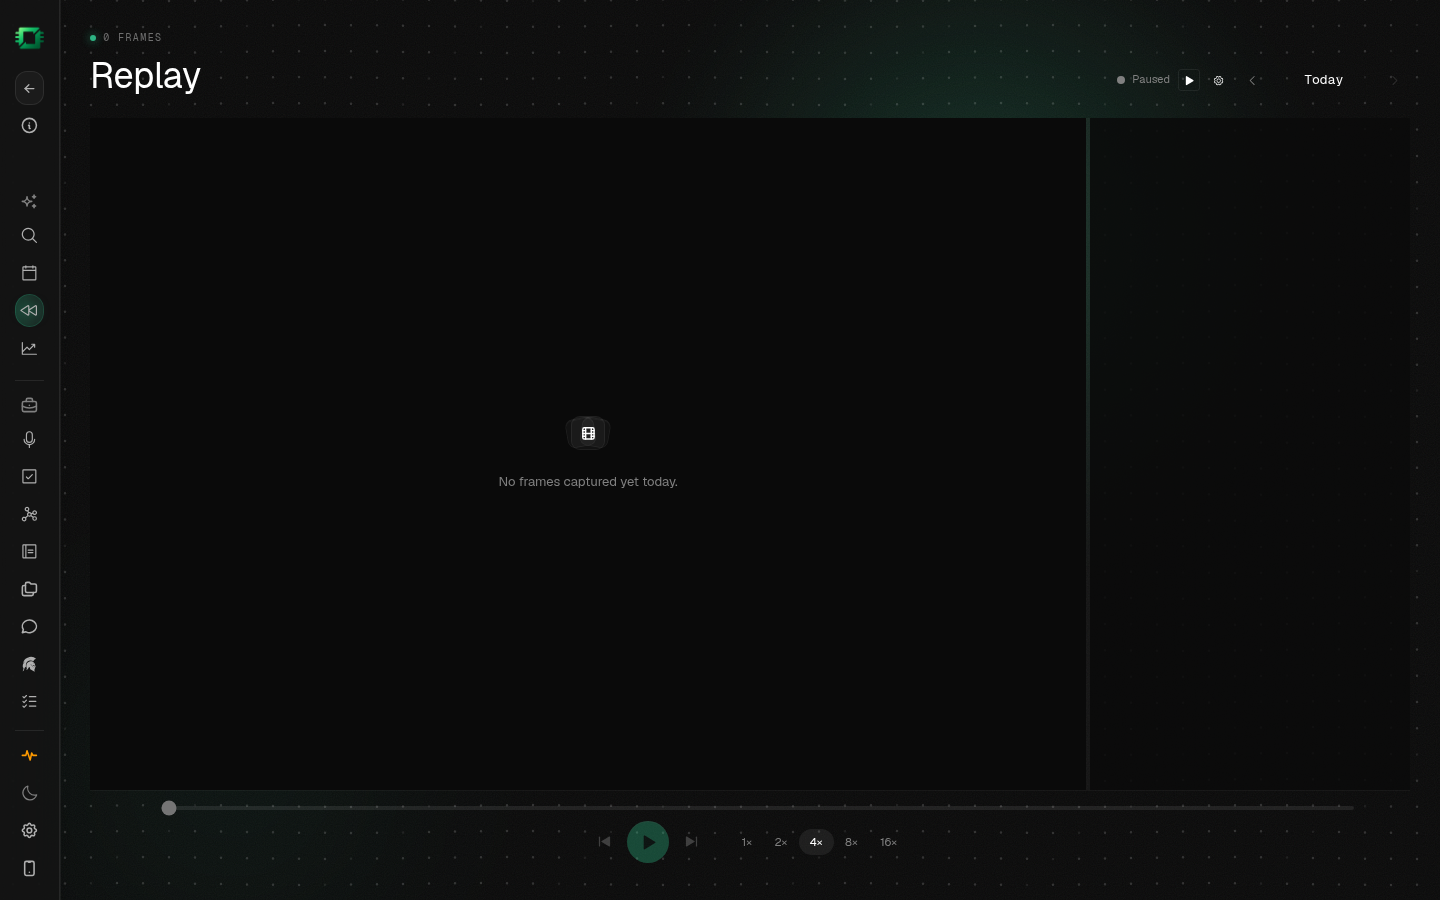 0 FRAMES
Replay
Paused
Today
No frames captured yet today.
1×
2×
4×
8×
16×